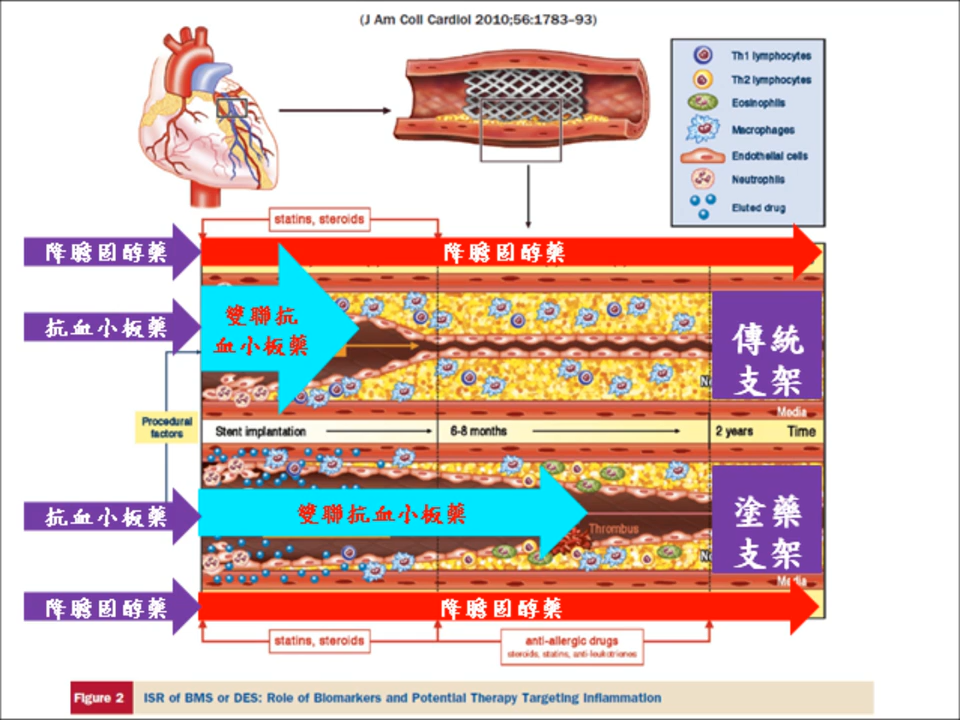 (J Am Coll Cardiol 2010;56:1783–93)
Th1 lymphocytes
Th2 lymphocytes
Eosinophils
Macrophages
Endothelial cells
Neutrophils
Eluted drug
statins, steroids
降膽固醇藥
降膽固醇藥
抗血小板藥
雙聯抗
血小板藥
傳統
支架
Media
Procedural
factors
Stent implantation
6-8 months
2 years
Time
抗血小板藥
雙聯抗血小板藥
Thrombus
塗藥
支架
Media
降膽固醇藥
降膽固醇藥
statins, steroids
anti-allergic drugs
steroids, statins, anti-leukotrienes
Figure 2
ISR of BMS or DES: Role of Biomarkers and Potential Therapy Targeting Inflammation